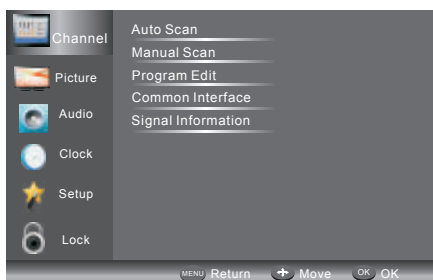 Channel
Picture
Audio
Clock
Setup
Lock
Auto Scan
Manual Scan
Program Edit
Common Interface
Signal Information
MENU Return OK OK Move